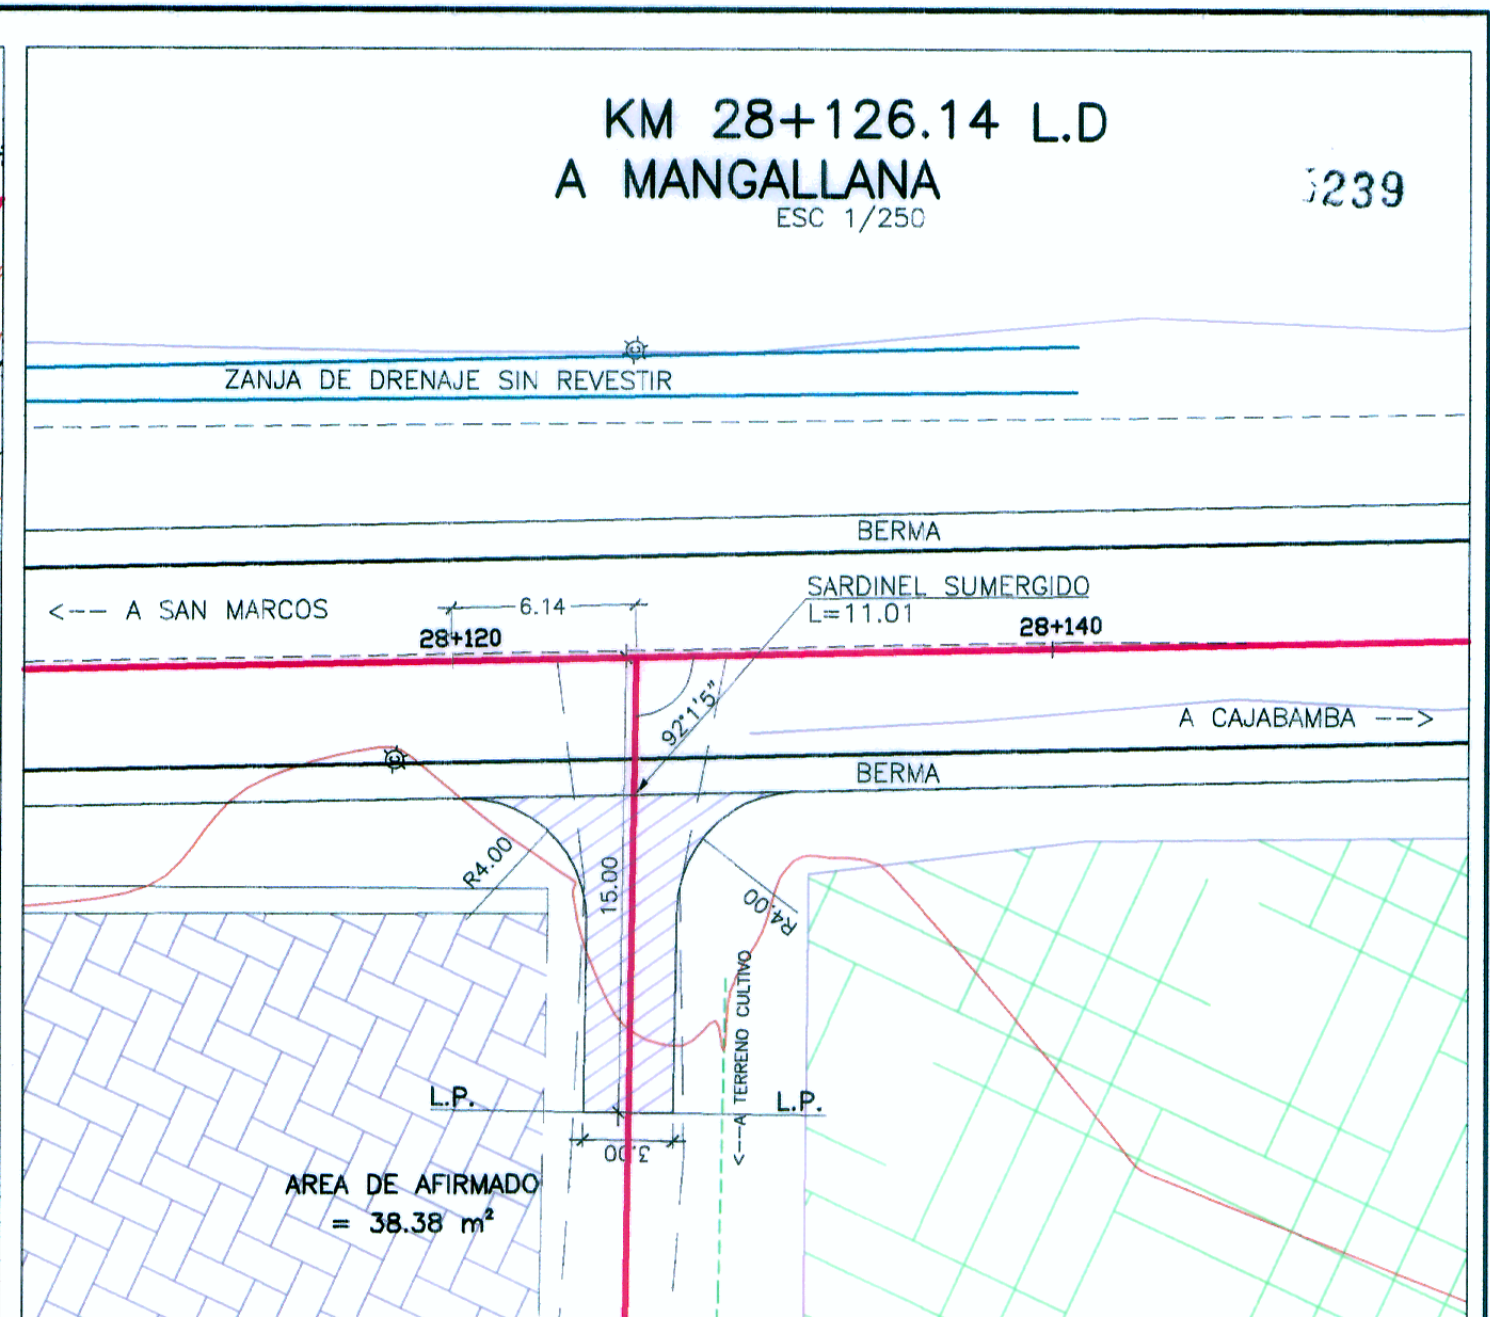 KM 28+126.14 L.D
A MANGALLANA
ESC 1/250
239
ZANJA DE DRENAJE SIN REVESTIR
BERMA
<--- A SAN MARCOS
6.14
SARDINEL SUMERGIDO
L=11.01
28+120
28+140
92°1'5"
A CAJABAMBA -->
BERMA
R4.00
15.00
R4.00
<--A TERRENO CULTIVO
L.P.
L.P.
3.00
AREA DE AFIRMADO
= 38.38 m²